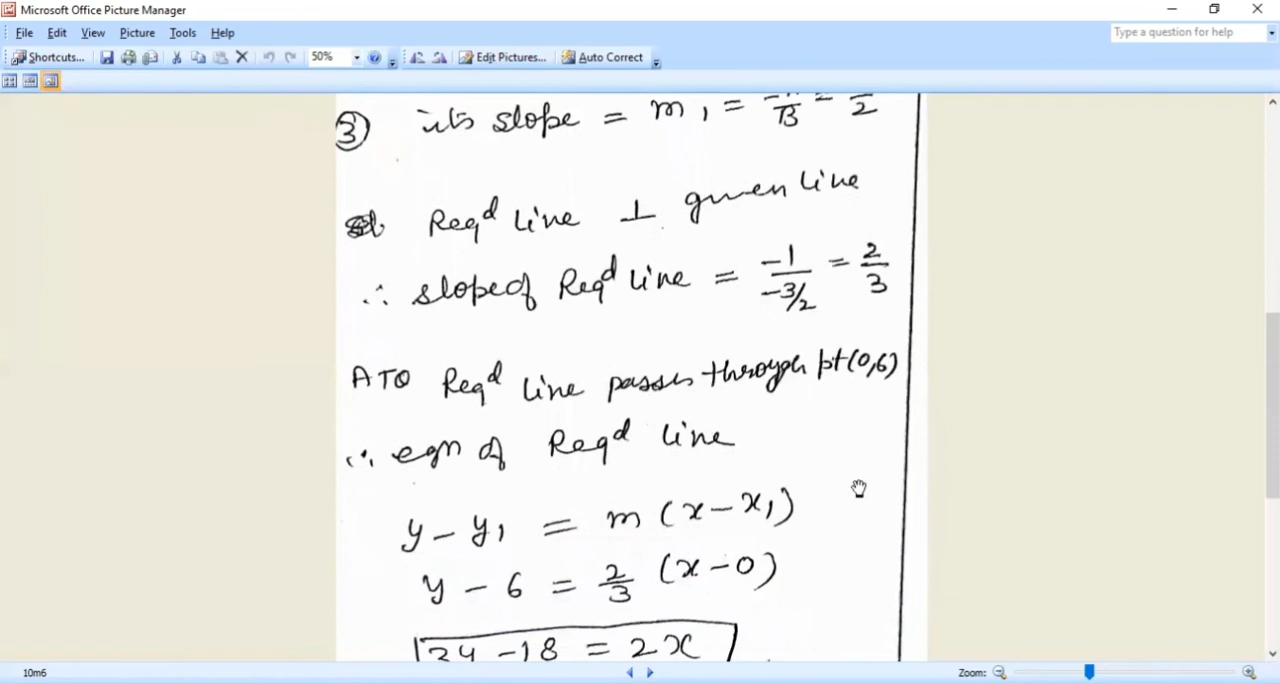 Microsoft Office Picture Manager
File Edit View Picture Tools Help
Type a question for help
Shortcuts... 50% Edit Pictures... Auto Correct
③ its slope = m₁ = 
Reqᵈ line ⊥ given line
∴ slope of Reqᵈ line = -1/(-3/2) = 2/3
ATO Reqᵈ line passes through pt (0,6)
∴ eqn of Reqᵈ line
y - y₁ = m (x - x₁)
y - 6 = 2/3 (x - 0)
3y - 18 = 2x
10m6
Zoom: